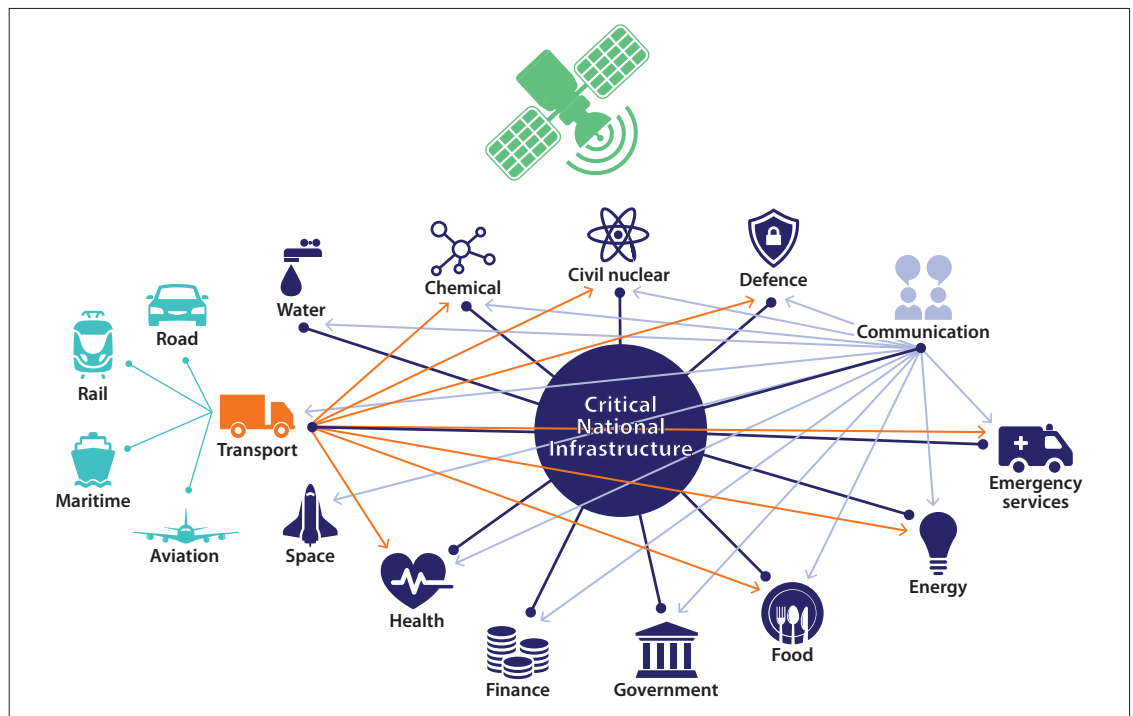 Civil nuclear
Defence
Chemical
Water
Communication
Road
Rail
Critical
National
Infrastructure
Transport
Maritime
Emergency
services
Aviation
Space
Energy
Health
Food
Finance
Government